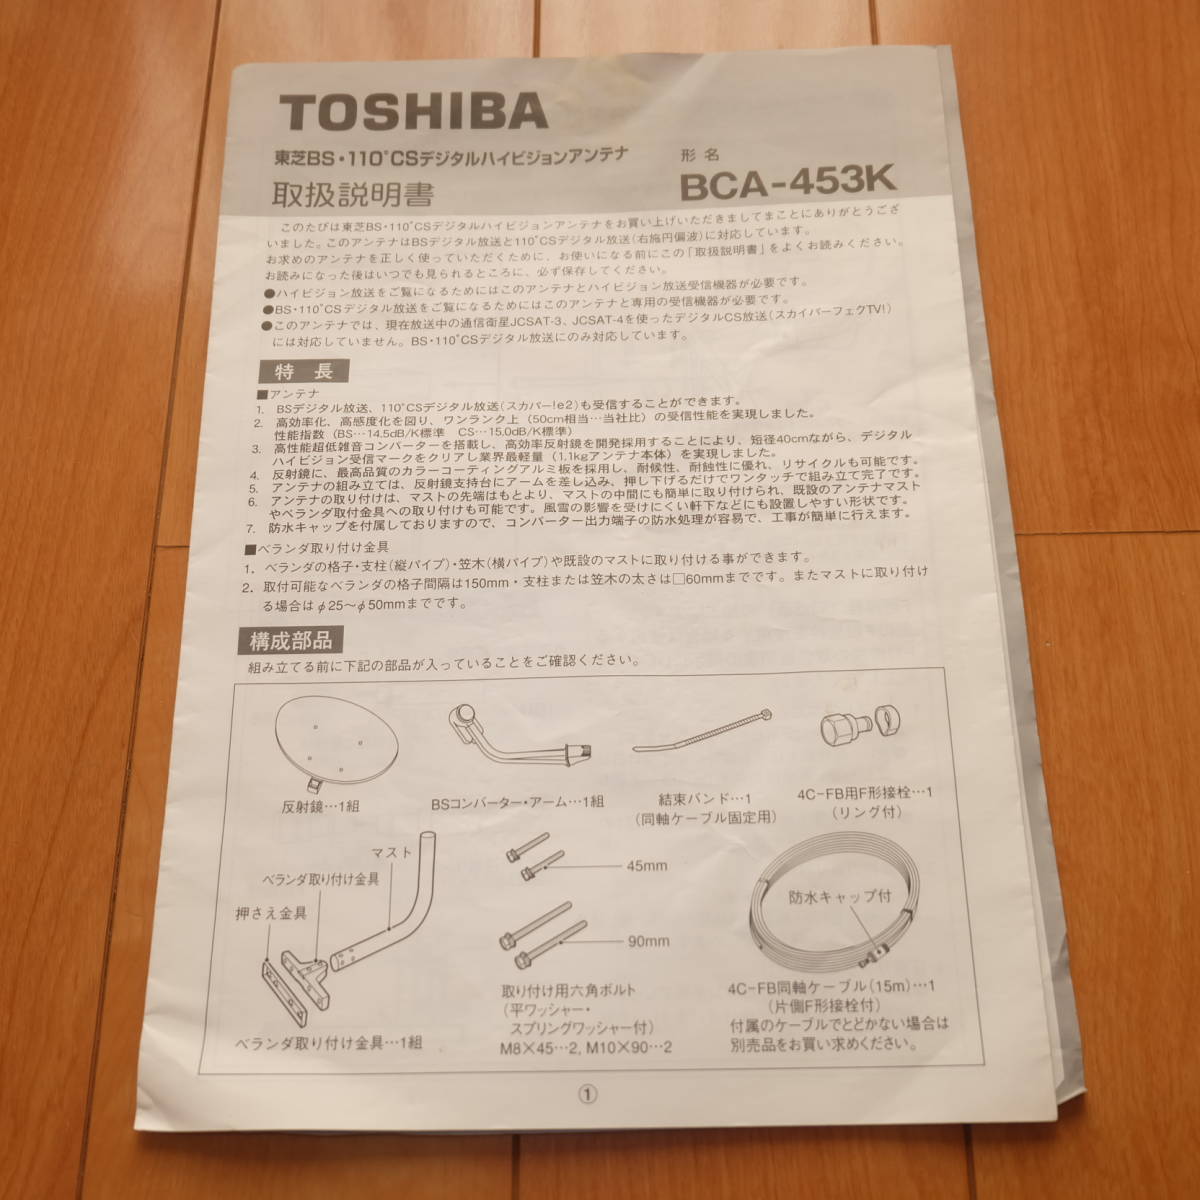 TOSHIBA
東芝BS・110°CSデジタルハイビジョンアンテナ
形名
取扱説明書
BCA-453K
このたびは東芝BS・110°CSデジタルハイビジョンアンテナをお買い上げいただきましてまことにありがとうござ
いました。このアンテナはBSデジタル放送と110°CSデジタル放送(右施円偏波)に対応しています。
お求めのアンテナを正しく使っていただくために、お使いになる前にこの「取扱説明書」をよくお読みください。
お読みになった後はいつでも見られるところに、必ず保存してください。
●ハイビジョン放送をご覧になるためにはこのアンテナとハイビジョン放送受信機器が必要です。
●BS・110°CSデジタル放送をご覧になるためにはこのアンテナと専用の受信機器が必要です。
●このアンテナでは、現在放送中の通信衛星JCSAT-3、JCSAT-4を使ったデジタルCS放送(スカイパーフェクTV!)
には対応していません。BS・110°CSデジタル放送にのみ対応しています。
特長
■アンテナ
1. BSデジタル放送、110°CSデジタル放送(スカパー!e2)も受信することができます。
2. 高効率化、高感度化を図り、ワンランク上(50cm相当…当社比)の受信性能を実現しました。
性能指数(BS…14.5dB/K標準 CS…15.0dB/K標準)
3. 高性能超低雑音コンバーターを搭載し、高効率反射鏡を開発採用することにより、短径40cmながら、デジタル
ハイビジョン受信マークをクリアし業界最軽量(1.1kgアンテナ本体)を実現しました。
4. 反射鏡に、最高品質のカラーコーティングアルミ板を採用し、耐候性、耐蝕性に優れ、リサイクルも可能です。
5. アンテナの組み立ては、反射鏡支持台にアームを差し込み、押し下げるだけでワンタッチで組み立て完了です。
6. アンテナの取り付けは、マストの先端はもとより、マストの中間にも簡単に取り付けられ、既設のアンテナマスト
やベランダ取付金具への取り付けも可能です。風雪の影響を受けにくい軒下などにも設置しやすい形状です。
7. 防水キャップを付属しておりますので、コンバーター出力端子の防水処理が容易で、工事が簡単に行えます。
■ベランダ取り付け金具
1. ベランダの格子・支柱(縦パイプ)・笠木(横パイプ)や既設のマストに取り付ける事ができます。
2. 取付可能なベランダの格子間隔は150mm・支柱または笠木の太さは□60mmまでです。またマストに取り付け
る場合はφ25〜φ50mmまでです。
構成部品
組み立てる前に下記の部品が入っていることをご確認ください。
反射鏡…1組
BSコンバーター・アーム…1組
結束バンド…1
(同軸ケーブル固定用)
4C-FB用F形接栓…1
(リング付)
マスト
ベランダ取り付け金具
押さえ金具
ベランダ取り付け金具…1組
45mm
90mm
取り付け用六角ボルト
(平ワッシャー・
スプリングワッシャー付)
M8×45…2, M10×90…2
防水キャップ付
4C-FB同軸ケーブル(15m)…1
(片側F形接栓付)
付属のケーブルでとどかない場合は
別売品をお買い求めください。
①